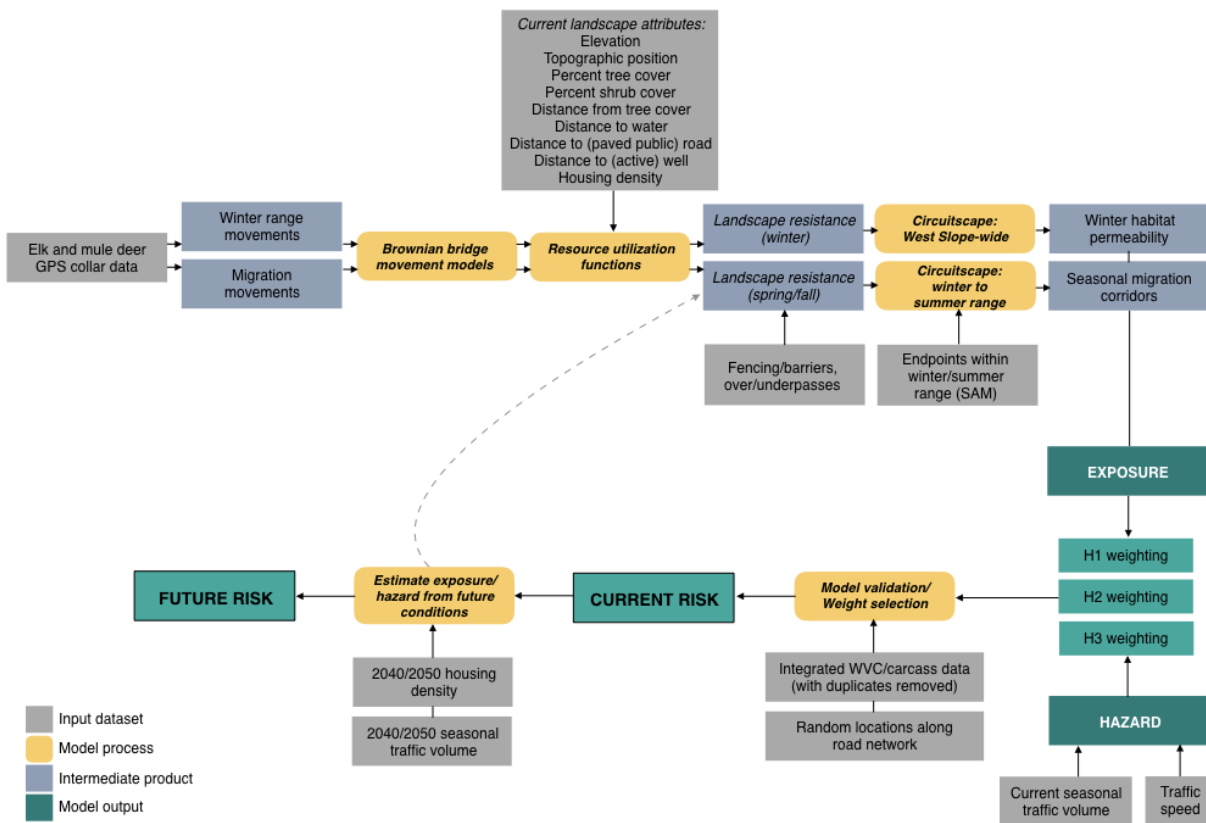 Current landscape attributes:
Elevation
Topographic position
Percent tree cover
Percent shrub cover
Distance from tree cover
Distance to water
Distance to (paved public) road
Distance to (active) well
Housing density
Elk and mule deer
GPS collar data
Winter range
movements
Migration
movements
Brownian bridge
movement models
Resource utilization
functions
Landscape resistance
(winter)
Landscape resistance
(spring/fall)
Circuitscape:
West Slope-wide
Circuitscape:
winter to
summer range
Winter habitat
permeability
Seasonal migration
corridors
Fencing/barriers,
over/underpasses
Endpoints within
winter/summer
range (SAM)
EXPOSURE
H1 weighting
H2 weighting
H3 weighting
HAZARD
Current seasonal
traffic volume
Traffic
speed
Model validation/
Weight selection
Integrated WVC/carcass data
(with duplicates removed)
Random locations along
road network
CURRENT RISK
Estimate exposure/
hazard from future
conditions
2040/2050 housing
density
2040/2050 seasonal
traffic volume
FUTURE RISK
Input dataset
Model process
Intermediate product
Model output